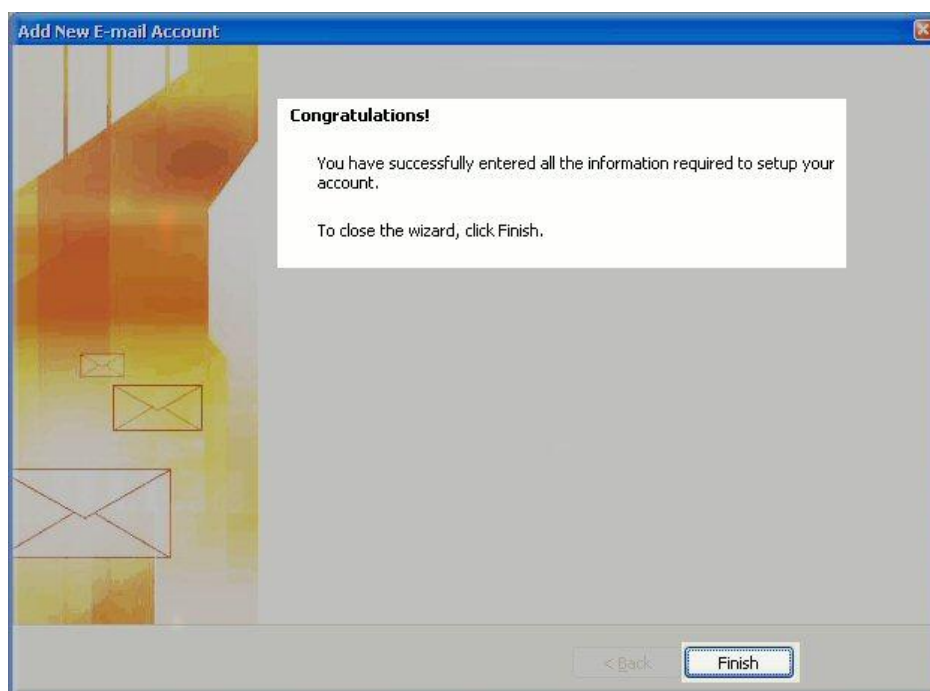 Add New E-mail Account
Congratulations!
You have successfully entered all the information required to setup your
account.
To close the wizard, click Finish.
< Back
Finish